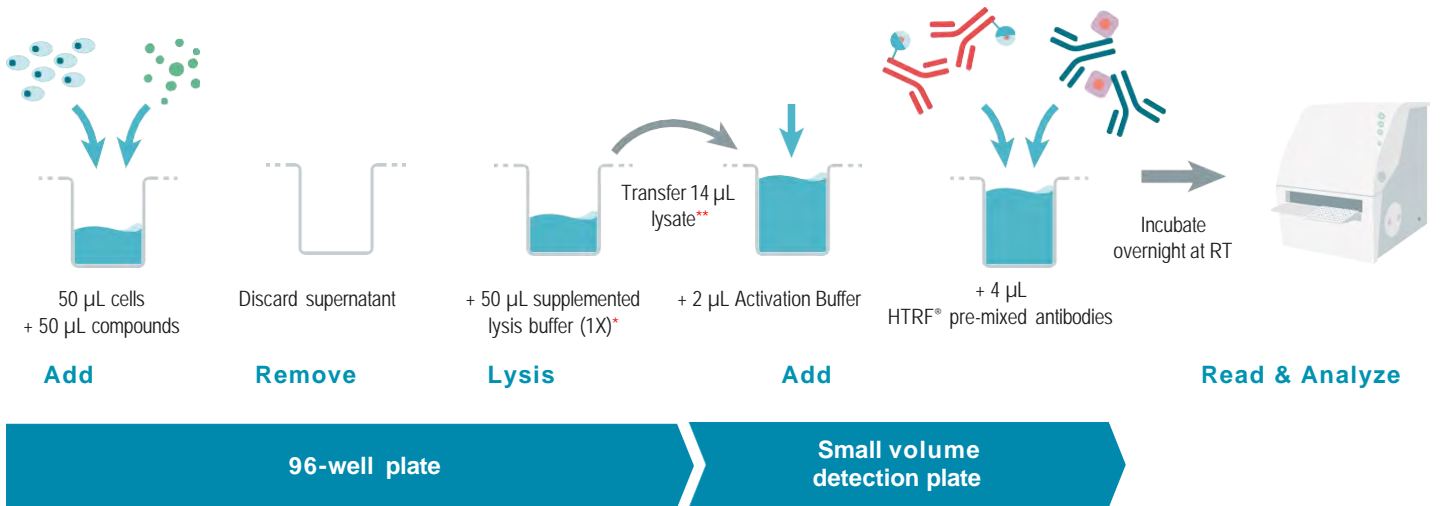 Transfer 14 µL
lysate**
Incubate
overnight at RT
50 µL cells
+ 50 µL compounds
Discard supernatant
+ 50 µL supplemented
lysis buffer (1X)*
+ 2 µL Activation Buffer
+ 4 µL
HTRF® pre-mixed antibodies
Add
Remove
Lysis
Add
Read & Analyze
96-well plate
Small volume
detection plate